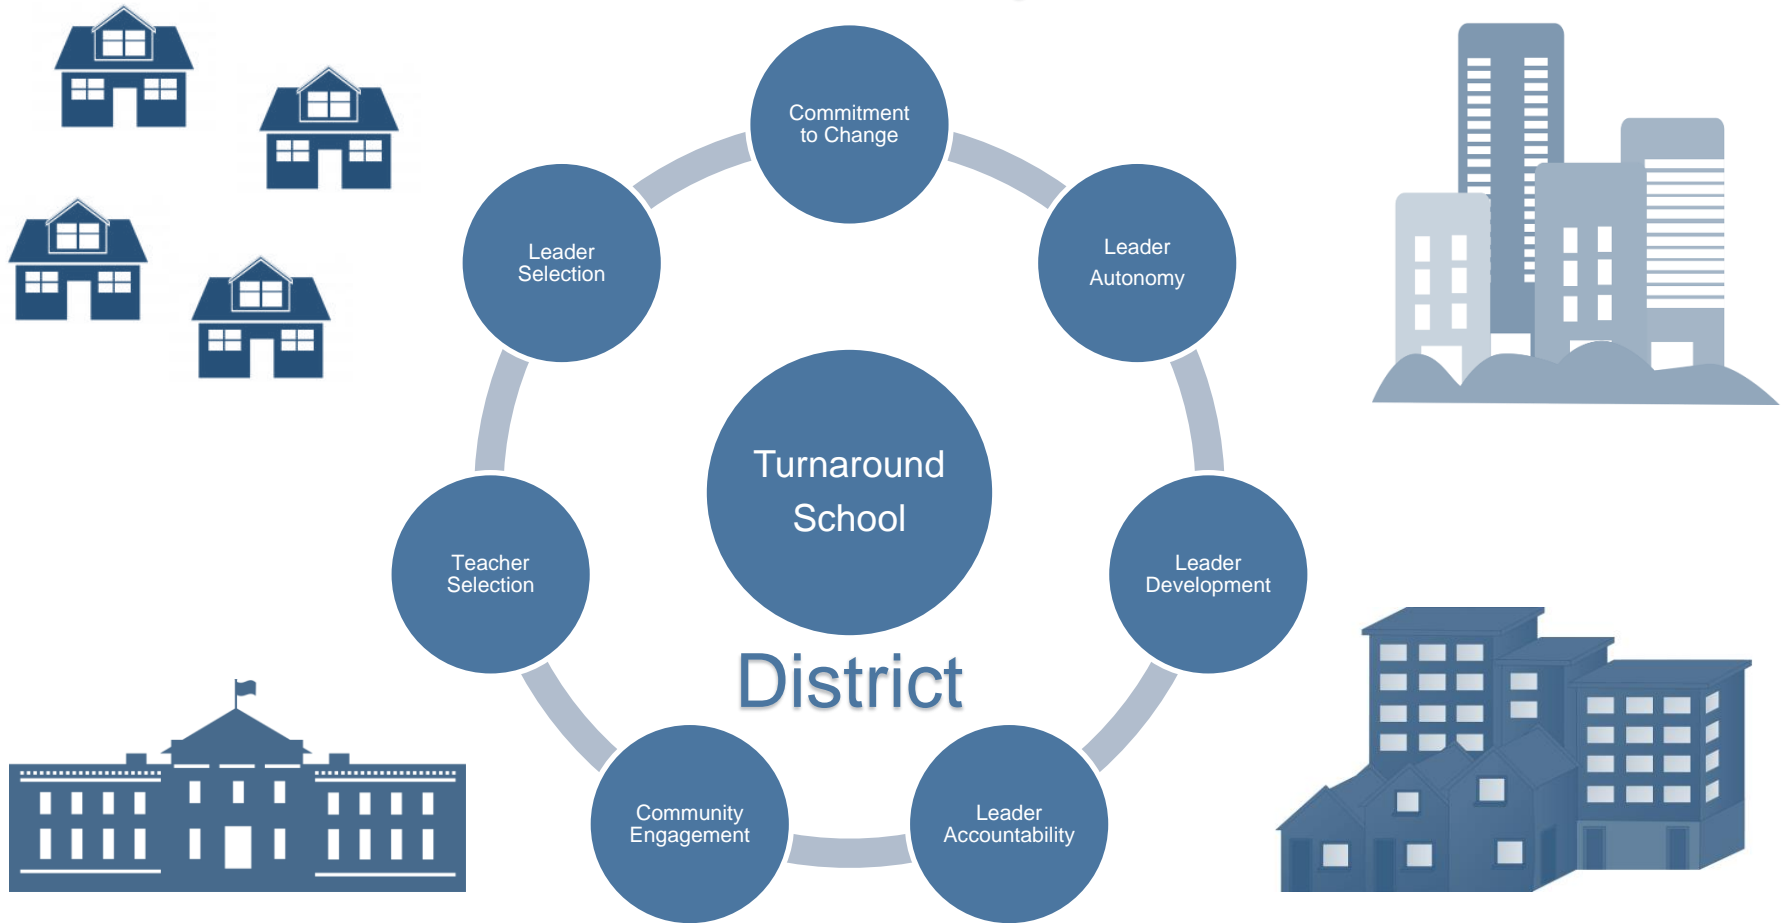 Commitment
to Change
Leader
Selection
Leader
Autonomy
Turnaround
School
Teacher
Selection
Leader
Development
District
Community
Engagement
Leader
Accountability